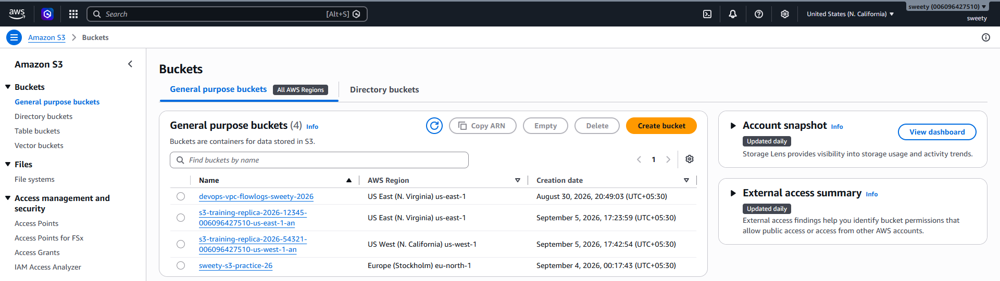 aws
Search
[Alt+S]
United States (N. California)
sweety (006096427510)
sweety
Amazon S3
Buckets
Amazon S3
Buckets
General purpose buckets
Directory buckets
Table buckets
Vector buckets
Files
File systems
Access management and
security
Access Points
Access Points for FSx
Access Grants
IAM Access Analyzer
Buckets
General purpose buckets
All AWS Regions
Directory buckets
General purpose buckets (4) Info
Copy ARN
Empty
Delete
Create bucket
Buckets are containers for data stored in S3.
Find buckets by name
1
Name
AWS Region
Creation date
devops-vpc-flowlogs-sweety-2026
US East (N. Virginia) us-east-1
August 30, 2026, 20:49:03 (UTC+05:30)
s3-training-replica-2026-12345-
006096427510-us-east-1-an
US East (N. Virginia) us-east-1
September 5, 2026, 17:23:59 (UTC+05:30)
s3-training-replica-2026-54321-
006096427510-us-west-1-an
US West (N. California) us-west-1
September 5, 2026, 17:42:54 (UTC+05:30)
sweety-s3-practice-26
Europe (Stockholm) eu-north-1
September 4, 2026, 00:17:43 (UTC+05:30)
Account snapshot Info
Updated daily
View dashboard
Storage Lens provides visibility into storage usage and activity trends.
External access summary Info
Updated daily
External access findings help you identify bucket permissions that
allow public access or access from other AWS accounts.